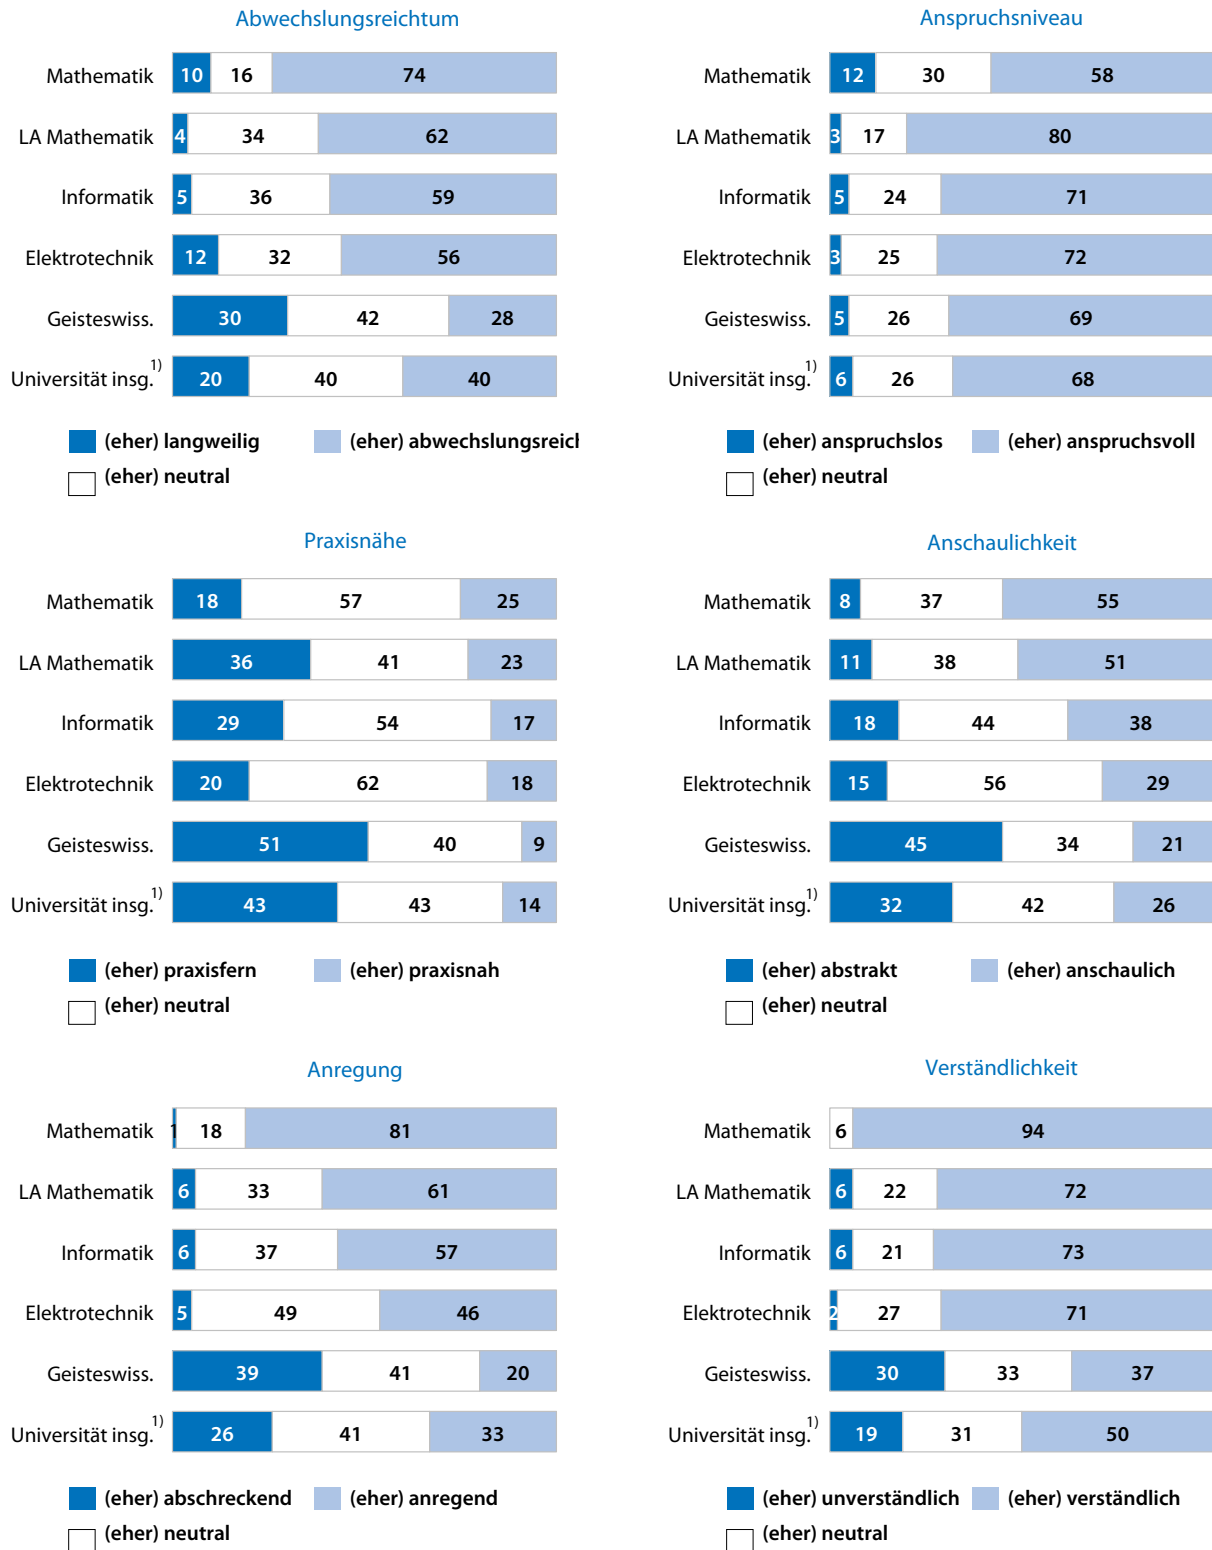 Abwechslungsreichtum
Mathematik 10 16 74
LA Mathematik 4 34 62
Informatik 5 36 59
Elektrotechnik 12 32 56
Geisteswiss. 30 42 28
Universität insg.1) 20 40 40
(eher) langweilig (eher) abwechslungsreich
(eher) neutral
Anspruchsniveau
Mathematik 12 30 58
LA Mathematik 3 17 80
Informatik 5 24 71
Elektrotechnik 3 25 72
Geisteswiss. 5 26 69
Universität insg.1) 6 26 68
(eher) anspruchslos (eher) anspruchsvoll
(eher) neutral
Praxisnähe
Mathematik 18 57 25
LA Mathematik 36 41 23
Informatik 29 54 17
Elektrotechnik 20 62 18
Geisteswiss. 51 40 9
Universität insg.1) 43 43 14
(eher) praxisfern (eher) praxisnah
(eher) neutral
Anschaulichkeit
Mathematik 8 37 55
LA Mathematik 11 38 51
Informatik 18 44 38
Elektrotechnik 15 56 29
Geisteswiss. 45 34 21
Universität insg.1) 32 42 26
(eher) abstrakt (eher) anschaulich
(eher) neutral
Anregung
Mathematik 1 18 81
LA Mathematik 6 33 61
Informatik 6 37 57
Elektrotechnik 5 49 46
Geisteswiss. 39 41 20
Universität insg.1) 26 41 33
(eher) abschreckend (eher) anregend
(eher) neutral
Verständlichkeit
Mathematik 6 94
LA Mathematik 6 22 72
Informatik 6 21 73
Elektrotechnik 2 27 71
Geisteswiss. 30 33 37
Universität insg.1) 19 31 50
(eher) unverständlich (eher) verständlich
(eher) neutral